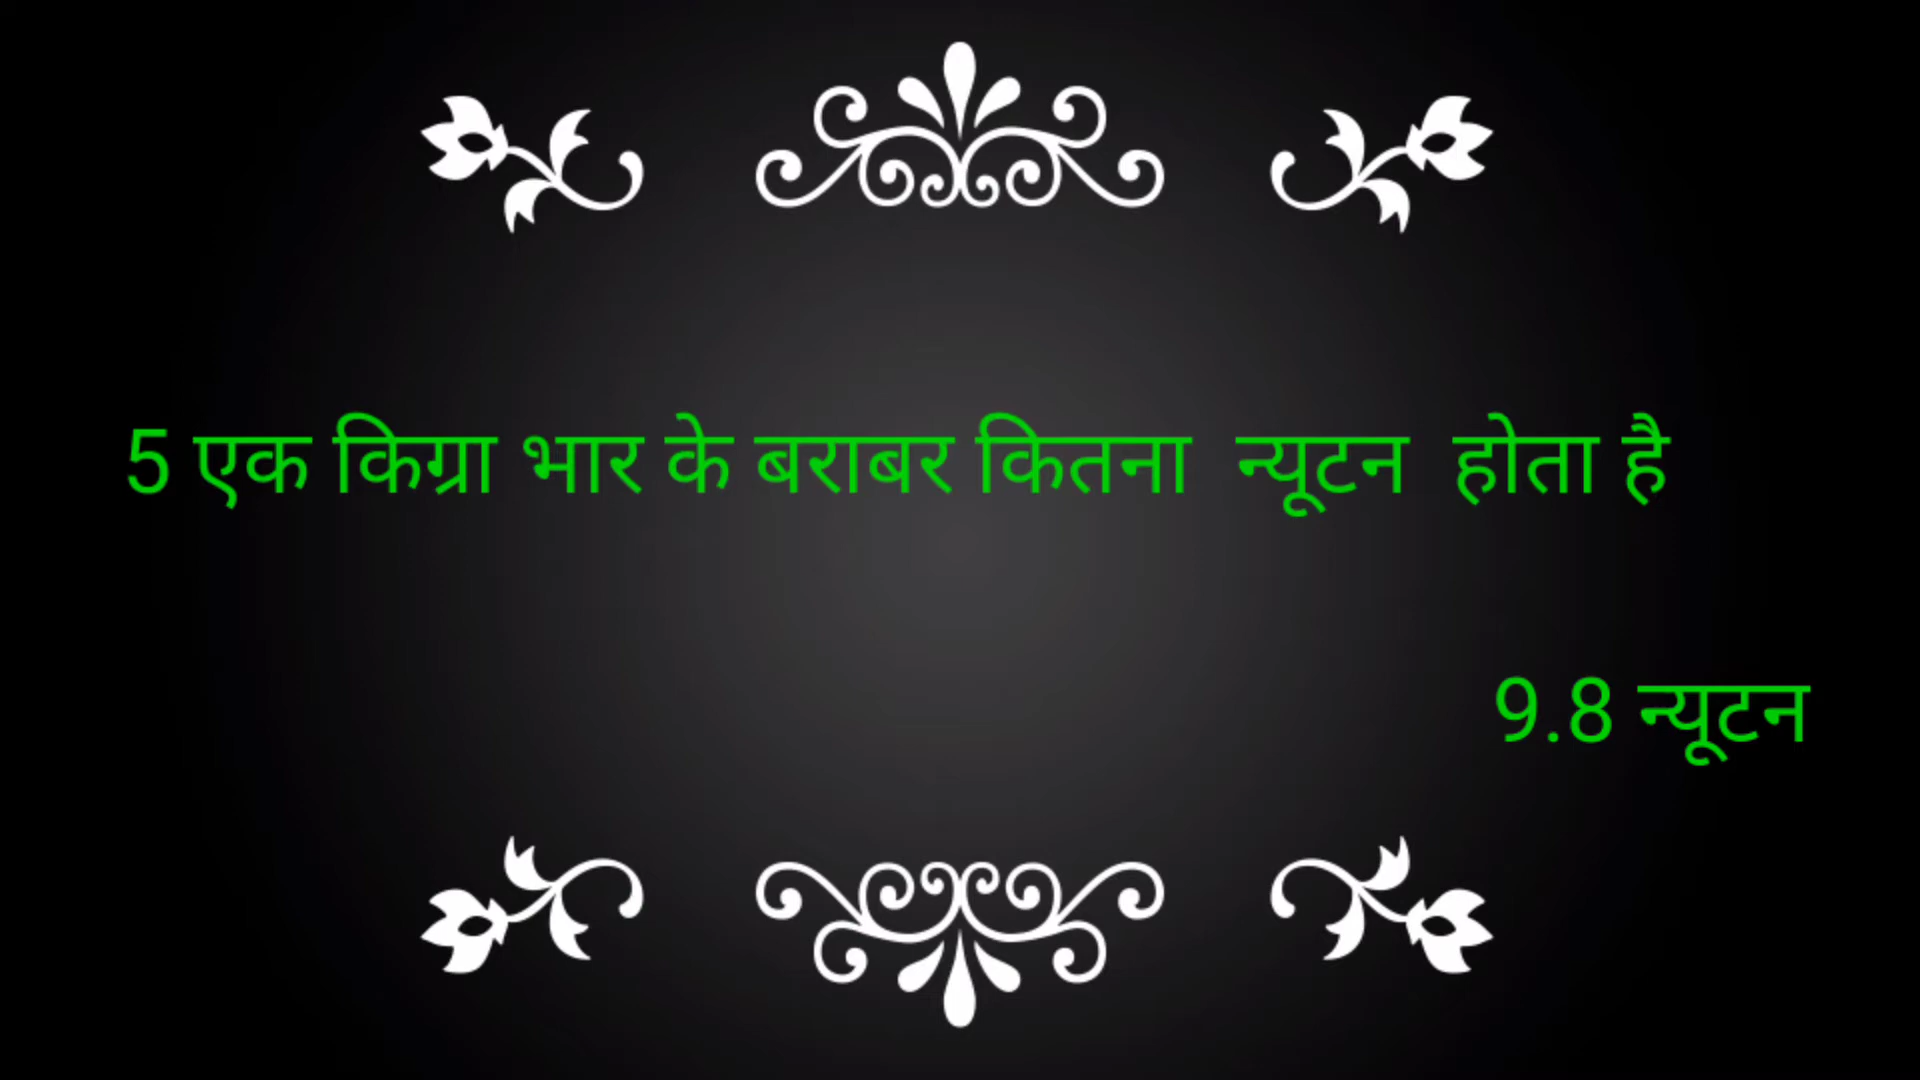 5 एक किग्रा भार के बराबर कितना न्यूटन होता है
9.8 न्यूटन